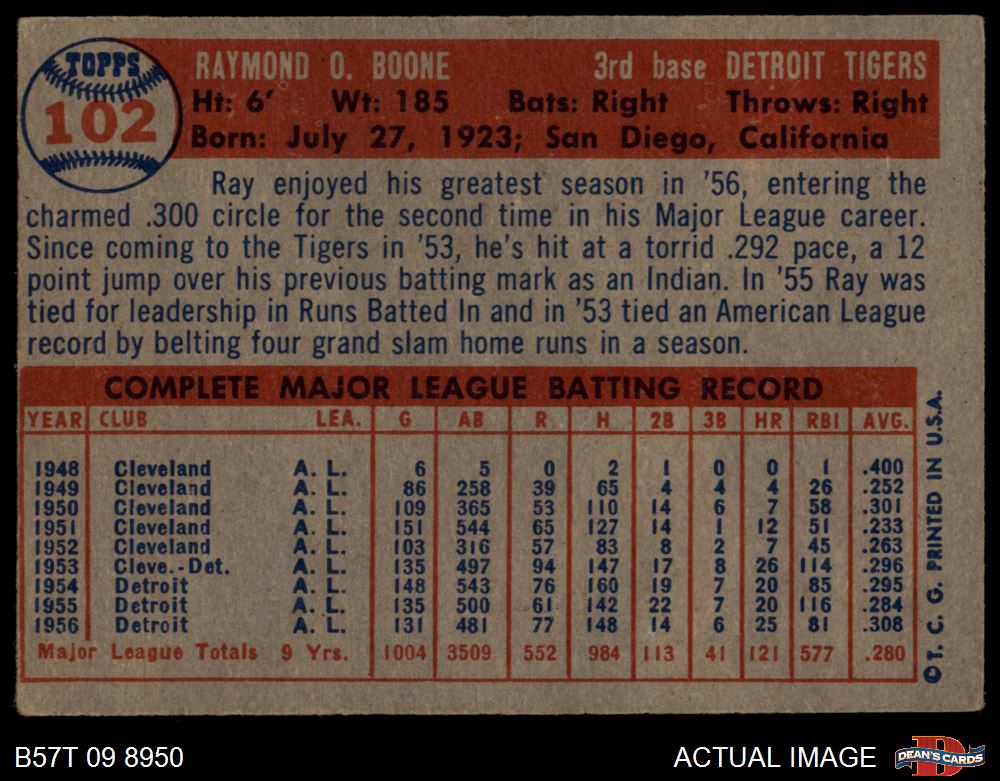 TOPPS
102
RAYMOND O. BOONE 3rd base DETROIT TIGERS
Ht: 6' Wt: 185 Bats: Right Throws: Right
Born: July 27, 1923; San Diego, California
Ray enjoyed his greatest season in '56, entering the
charmed .300 circle for the second time in his Major League career.
Since coming to the Tigers in '53, he's hit at a torrid .292 pace, a 12
point jump over his previous batting mark as an Indian. In '55 Ray was
tied for leadership in Runs Batted In and in '53 tied an American League
record by belting four grand slam home runs in a season.
COMPLETE MAJOR LEAGUE BATTING RECORD
YEAR CLUB LEA. G AB R H 2B 3B HR RBI AVG.
1948 Cleveland A. L. 6 5 0 2 1 0 0 1 .400
1949 Cleveland A. L. 86 258 39 65 4 4 4 26 .252
1950 Cleveland A. L. 109 365 53 110 14 6 7 58 .301
1951 Cleveland A. L. 151 544 65 127 14 1 12 51 .233
1952 Cleveland A. L. 103 316 57 83 8 2 7 45 .263
1953 Cleve.-Det. A. L. 135 497 94 147 17 8 26 114 .296
1954 Detroit A. L. 148 543 76 160 19 7 20 85 .295
1955 Detroit A. L. 135 500 61 142 22 7 20 116 .284
1956 Detroit A. L. 131 481 77 148 14 6 25 81 .308
Major League Totals 9 Yrs. 1004 3509 552 984 113 41 121 577 .280
©T. C. G. PRINTED IN U.S.A.
B57T 09 8950
ACTUAL IMAGE
D
DEAN'S CARDS